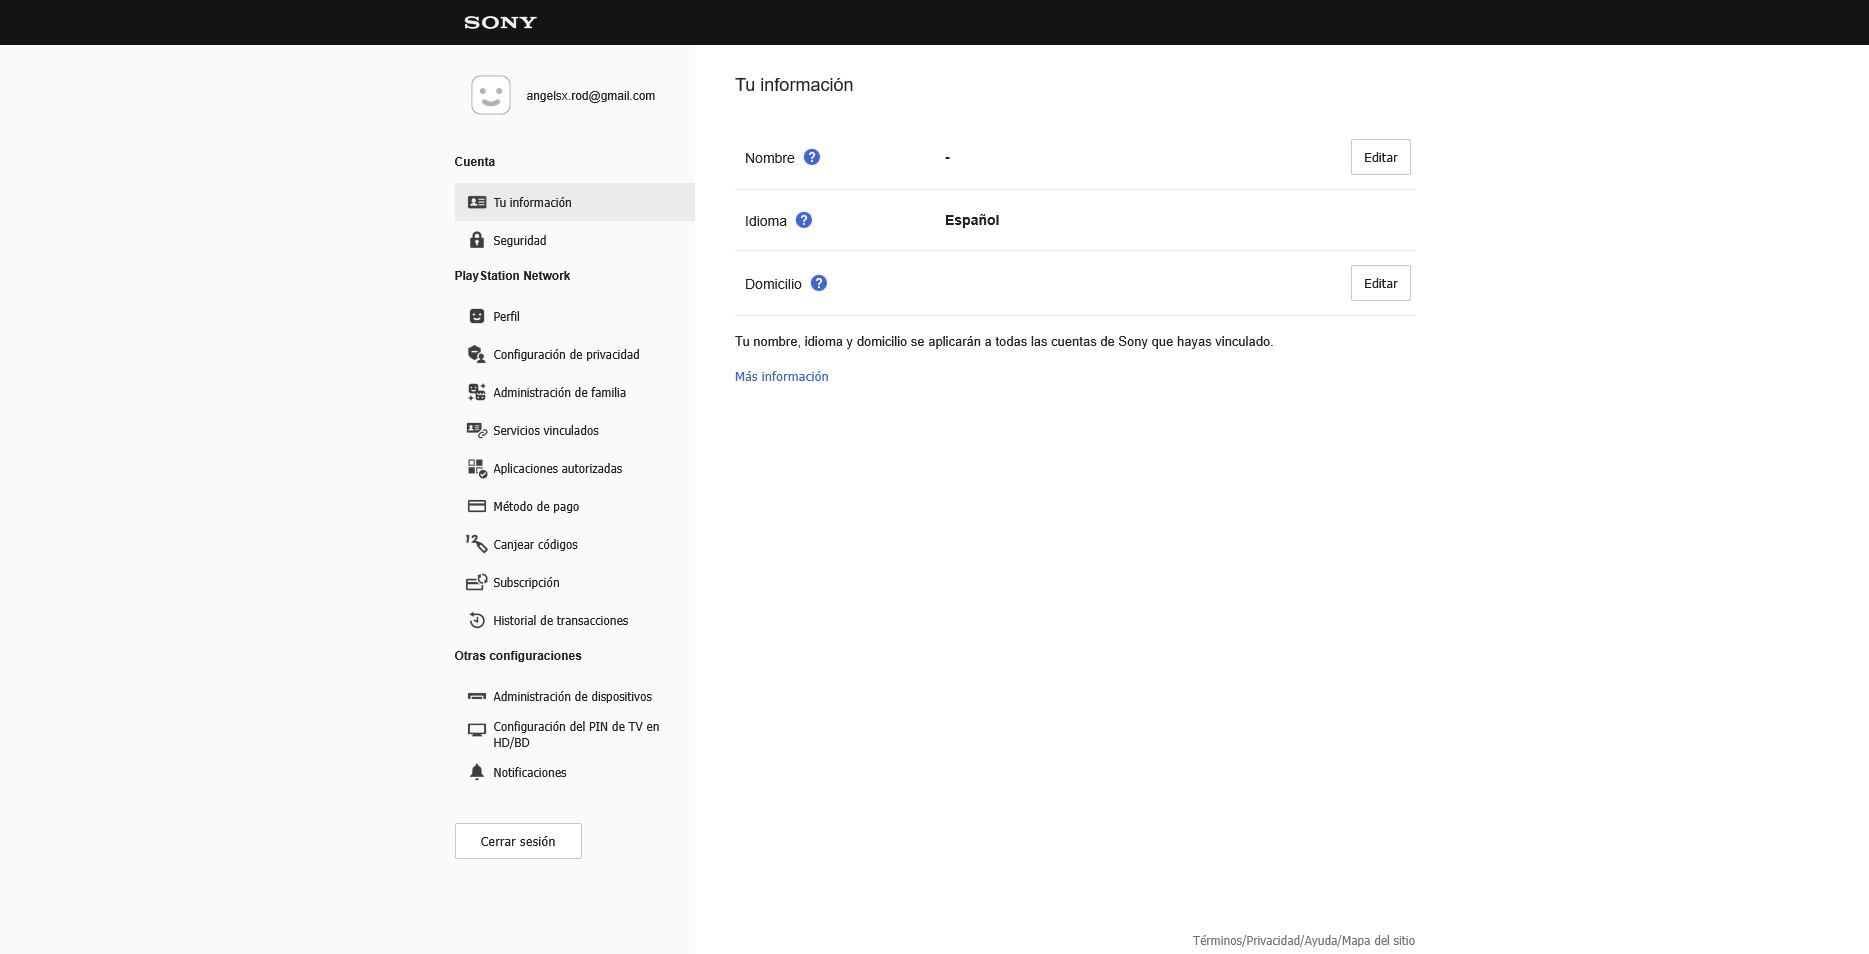 SONY
angelsx.rod@gmail.com
Cuenta
Tu información
Seguridad
PlayStation Network
Perfil
Configuración de privacidad
Administración de familia
Servicios vinculados
Aplicaciones autorizadas
Método de pago
Canjear códigos
Subscripción
Historial de transacciones
Otras configuraciones
Administración de dispositivos
Configuración del PIN de TV en
HD/BD
Notificaciones
Cerrar sesión
Tu información
Nombre ? - Editar
Idioma ? Español
Domicilio ? Editar
Tu nombre, idioma y domicilio se aplicarán a todas las cuentas de Sony que hayas vinculado.
Más información
Términos/Privacidad/Ayuda/Mapa del sitio